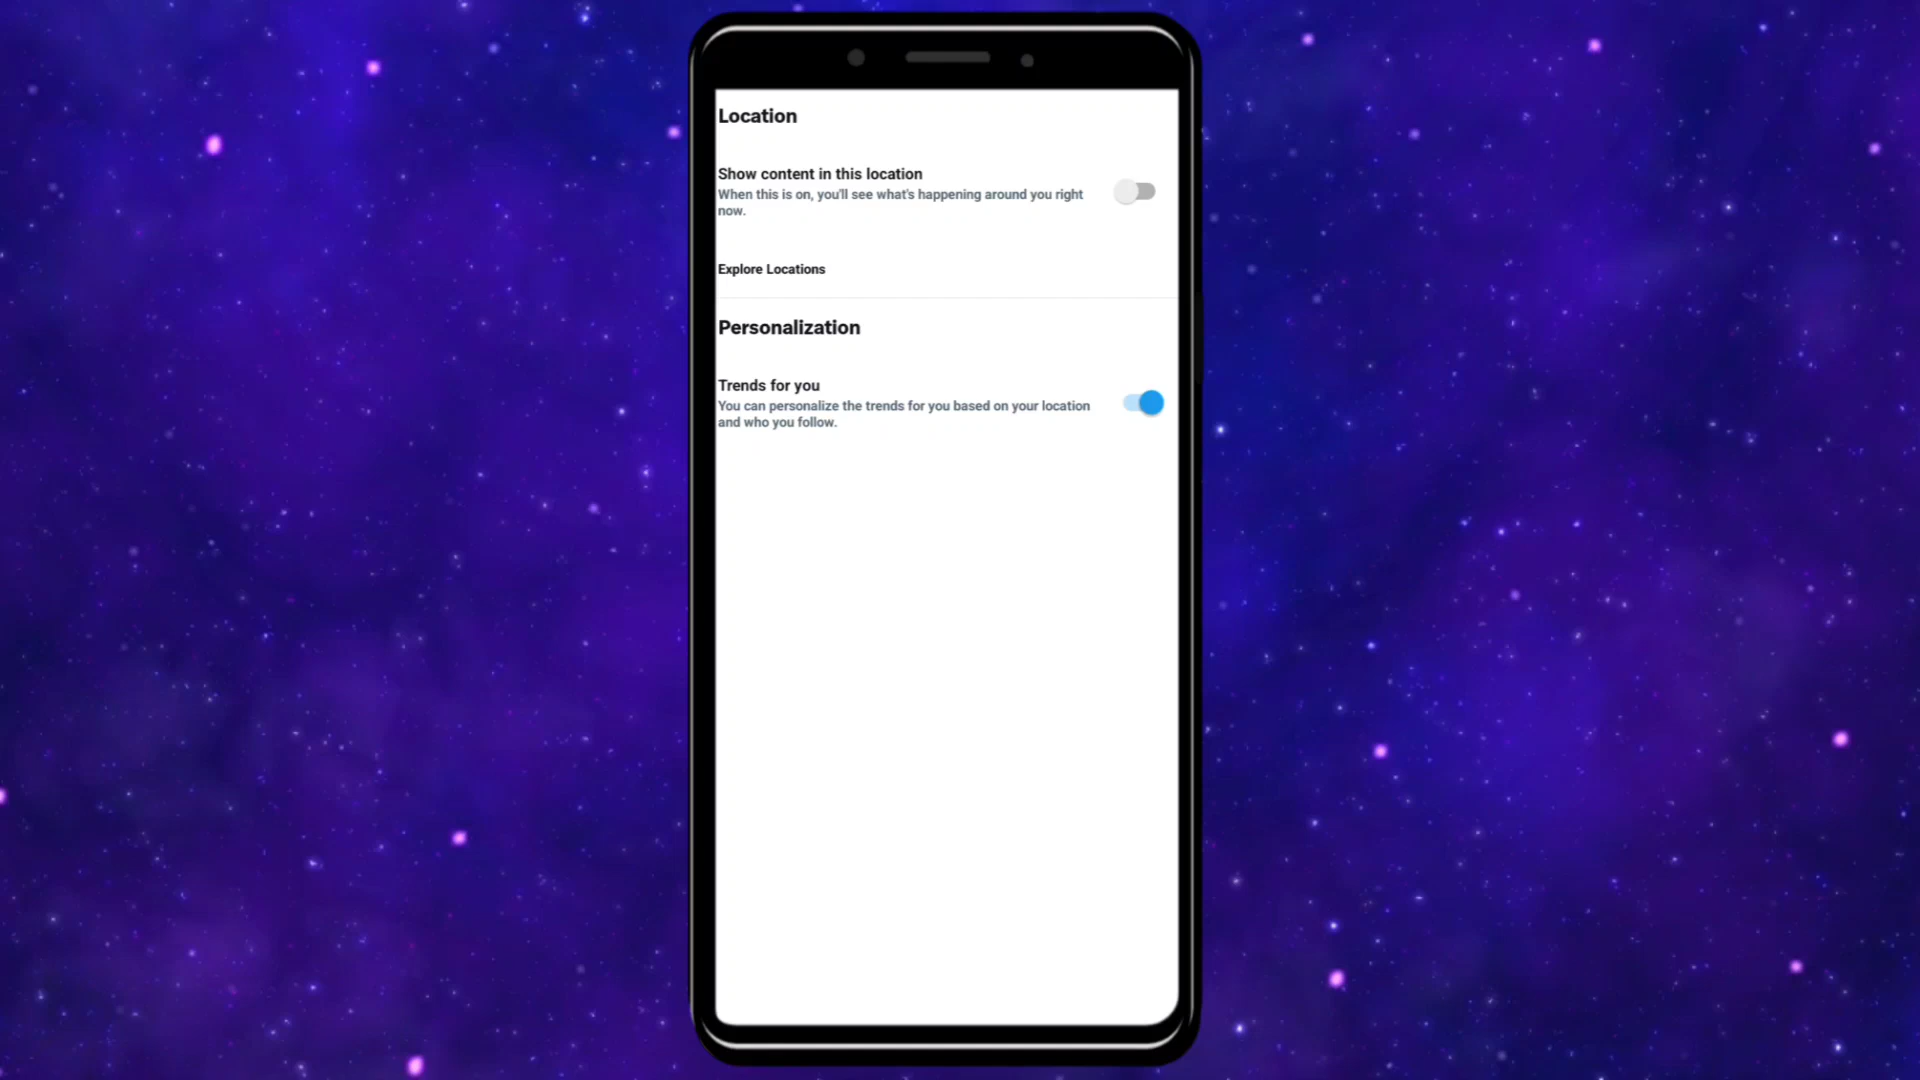 Location
Show content in this location
When this is on, you'll see what's happening around you right
now.
Explore Locations
Personalization
Trends for you
You can personalize the trends for you based on your location
and who you follow.